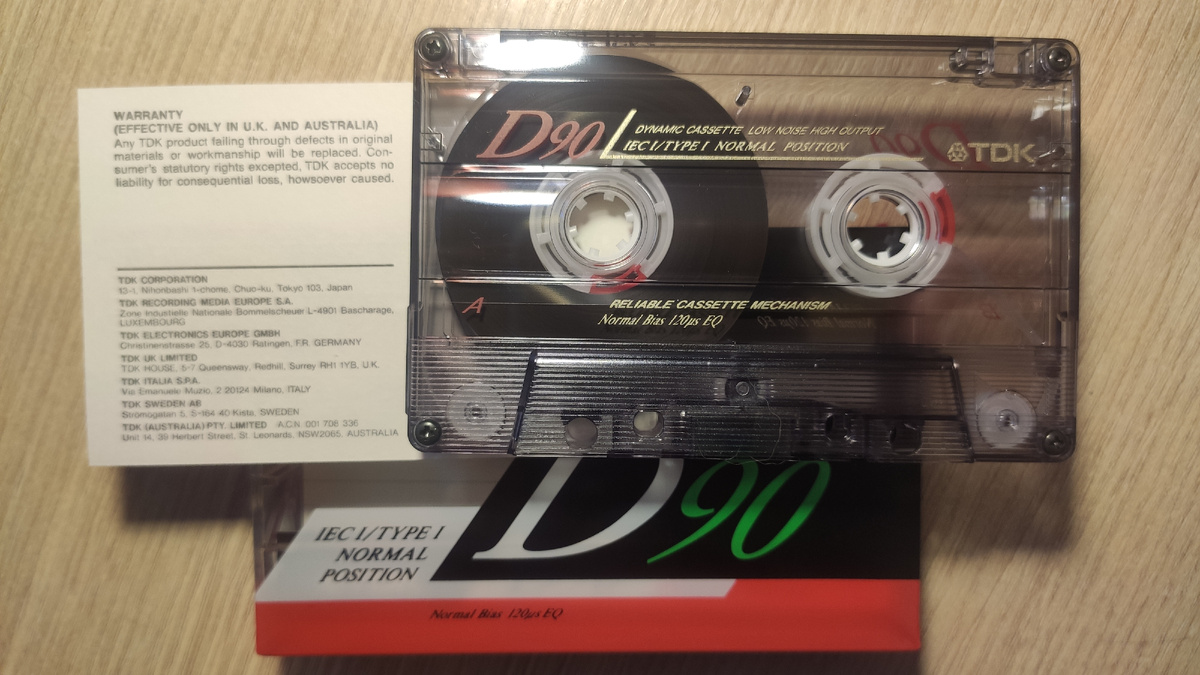 WARRANTY
(EFFECTIVE ONLY IN U.K. AND AUSTRALIA)
Any TDK product failing through defects in original
materials or workmanship will be replaced. Con-
sumer's statutory rights excepted, TDK accepts no
liability for consequential loss, howsoever caused.
TDK CORPORATION
13-1, Nihonbashi 1-chome, Chuo-ku, Tokyo 103, Japan
TDK RECORDING MEDIA EUROPE S.A.
Zone Industrielle Nationale Bommelscheuer L-4901 Bascharage,
LUXEMBOURG
TDK ELECTRONICS EUROPE GMBH
Christinenstrasse 25, D-4030 Ratingen, F.R. GERMANY
TDK UK LIMITED
TDK HOUSE, 5-7 Queensway, Redhill, Surrey RH1 1YB, U.K.
TDK ITALIA S.P.A.
Via Emanuele Muzio, 2 20124 Milano, ITALY
TDK SWEDEN AB
Stromogatan 5, S-164 40 Kista, SWEDEN
TDK (AUSTRALIA) PTY. LIMITED A.C.N. 001 708 336
Unit 14, 39 Herbert Street, St. Leonards, NSW2065, AUSTRALIA
D90
DYNAMIC CASSETTE LOW NOISE HIGH OUTPUT
IEC I/TYPE I NORMAL POSITION
TDK
A
RELIABLE CASSETTE MECHANISM
Normal Bias 120µs EQ
D90
IEC I/TYPE I
NORMAL
POSITION
Normal Bias 120µs EQ